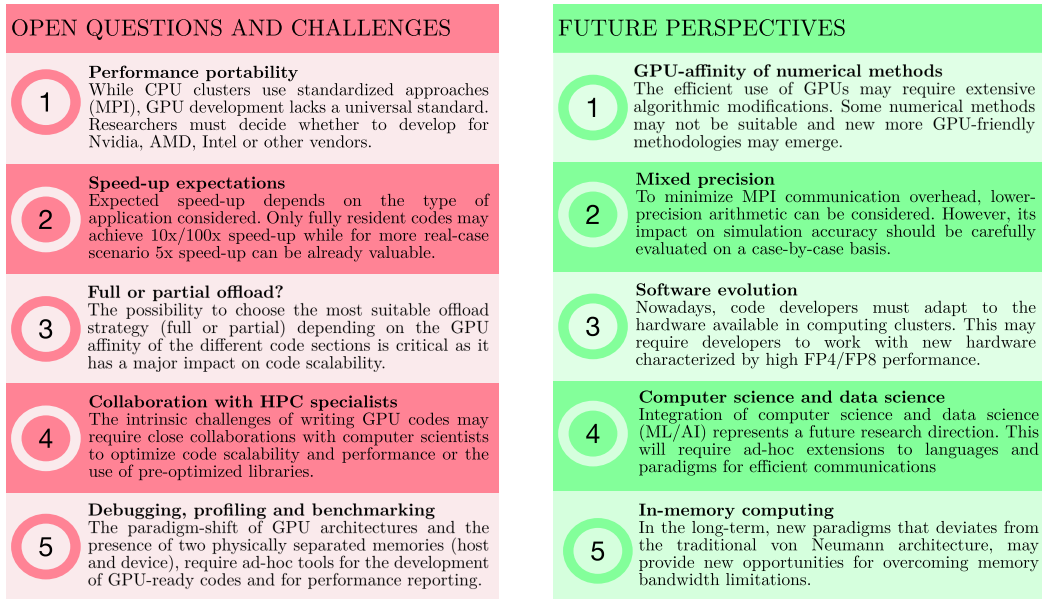 OPEN QUESTIONS AND CHALLENGES
1
Performance portability
While CPU clusters use standardized approaches
(MPI), GPU development lacks a universal standard.
Researchers must decide whether to develop for
Nvidia, AMD, Intel or other vendors.
2
Speed-up expectations
Expected speed-up depends on the type of
application considered. Only fully resident codes may
achieve 10x/100x speed-up while for more real-case
scenario 5x speed-up can be already valuable.
3
Full or partial offload?
The possibility to choose the most suitable offload
strategy (full or partial) depending on the GPU
affinity of the different code sections is critical as it
has a major impact on code scalability.
4
Collaboration with HPC specialists
The intrinsic challenges of writing GPU codes may
require close collaborations with computer scientists
to optimize code scalability and performance or the
use of pre-optimized libraries.
5
Debugging, profiling and benchmarking
The paradigm-shift of GPU architectures and the
presence of two physically separated memories (host
and device), require ad-hoc tools for the development
of GPU-ready codes and for performance reporting.
FUTURE PERSPECTIVES
1
GPU-affinity of numerical methods
The efficient use of GPUs may require extensive
algorithmic modifications. Some numerical methods
may not be suitable and new more GPU-friendly
methodologies may emerge.
2
Mixed precision
To minimize MPI communication overhead, lower-
precision arithmetic can be considered. However, its
impact on simulation accuracy should be carefully
evaluated on a case-by-case basis.
3
Software evolution
Nowadays, code developers must adapt to the
hardware available in computing clusters. This may
require developers to work with new hardware
characterized by high FP4/FP8 performance.
4
Computer science and data science
Integration of computer science and data science
(ML/AI) represents a future research direction. This
will require ad-hoc extensions to languages and
paradigms for efficient communications
5
In-memory computing
In the long-term, new paradigms that deviates from
the traditional von Neumann architecture, may
provide new opportunities for overcoming memory
bandwidth limitations.